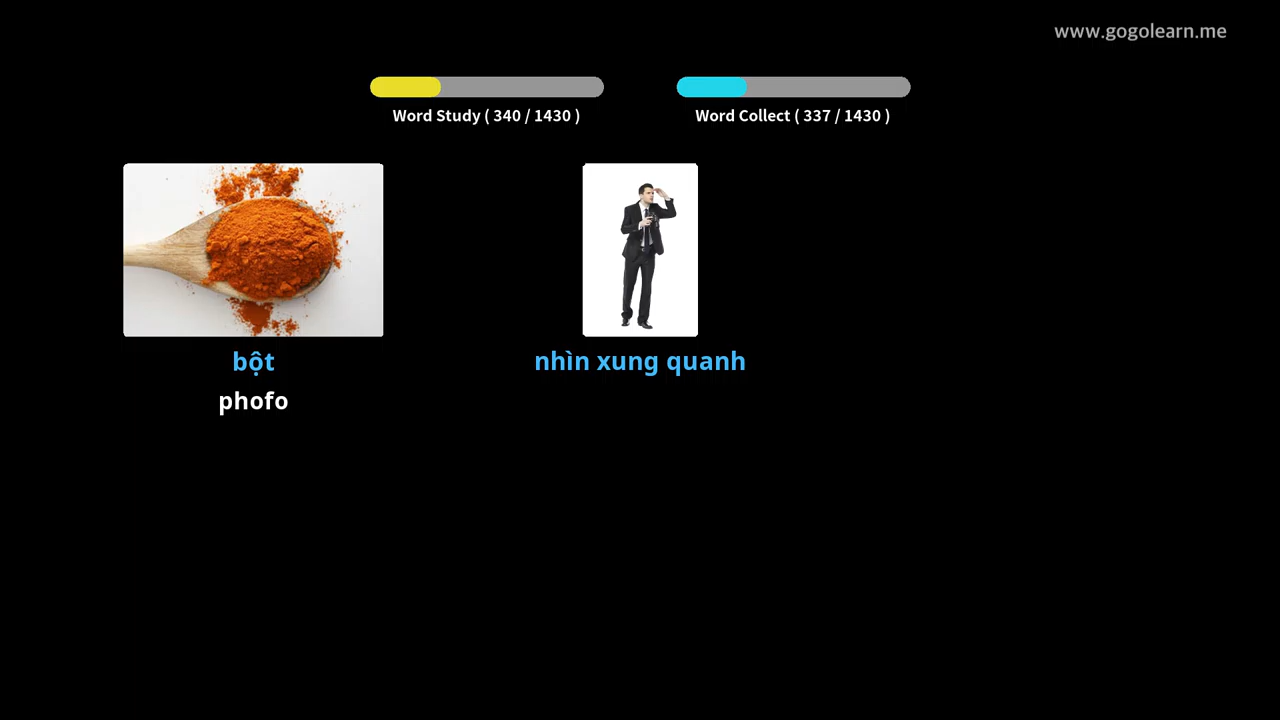 www.gogolearn.me
Word Study ( 340 / 1430 )
Word Collect ( 337 / 1430 )
bột
phofo
nhìn xung quanh